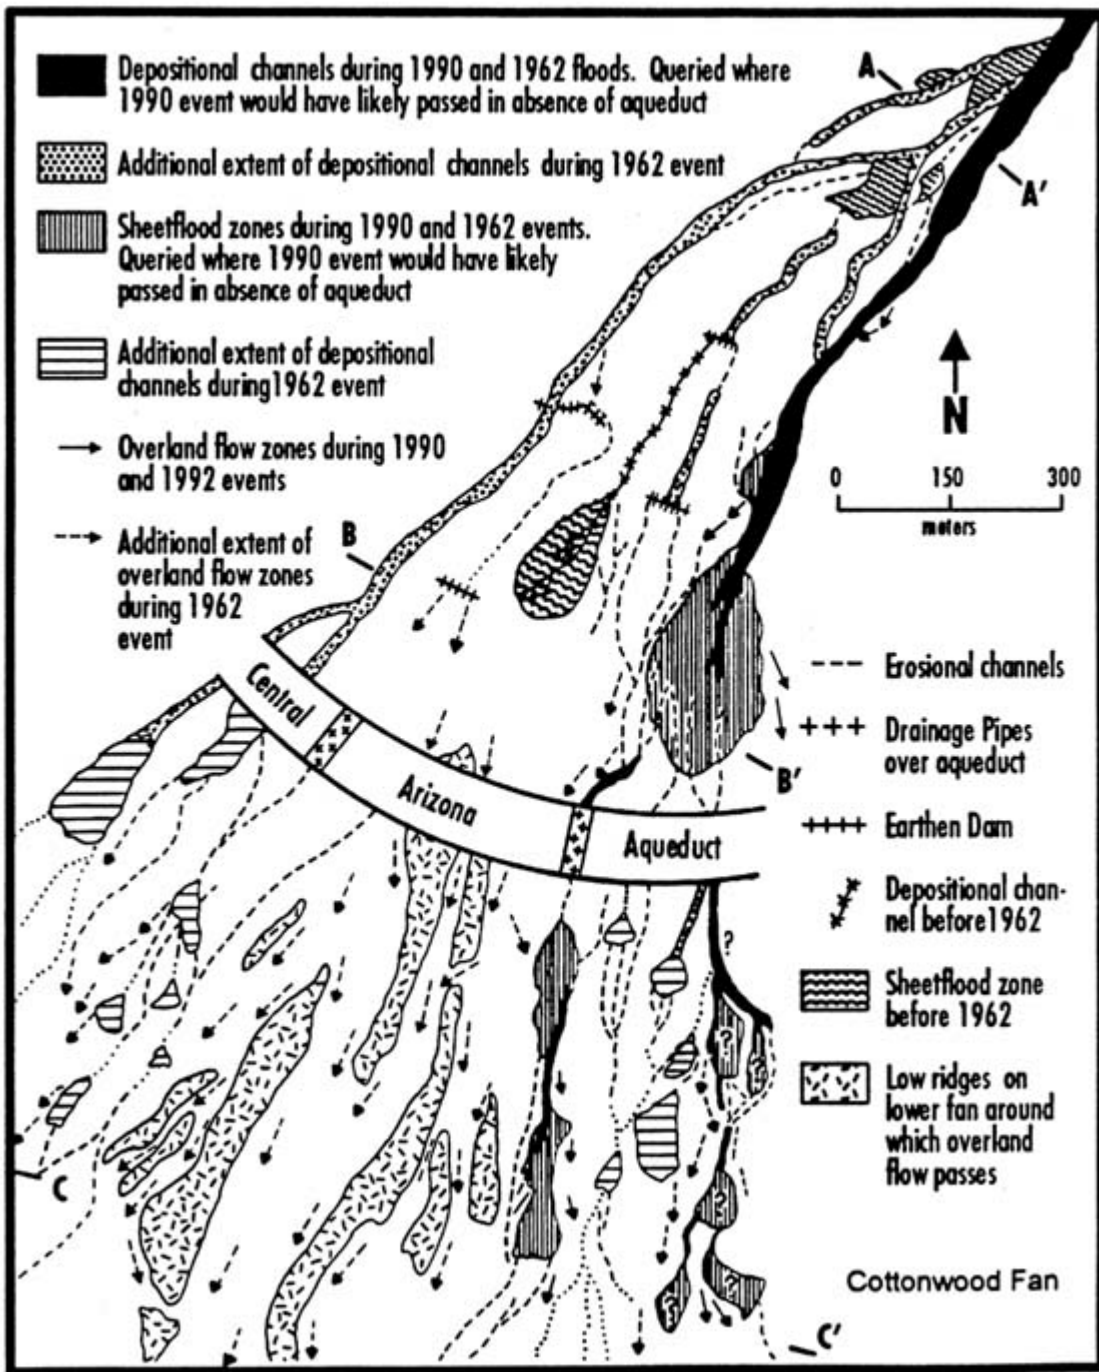 Depositional channels during 1990 and 1962 floods. Queried where
1990 event would have likely passed in absence of aqueduct
Additional extent of depositional channels during 1962 event
Sheetflood zones during 1990 and 1962 events.
Queried where 1990 event would have likely
passed in absence of aqueduct
Additional extent of depositional
channels during 1962 event
Overland flow zones during 1990
and 1992 events
Additional extent of
overland flow zones
during 1962
event
A
A'
N
0 150 300
meters
B
B'
Central
Arizona
Aqueduct
Erosional channels
Drainage Pipes
over aqueduct
Earthen Dam
Depositional chan-
nel before 1962
Sheetflood zone
before 1962
Low ridges on
lower fan around
which overland
flow passes
?
?
?
?
?
?
C
C'
Cottonwood Fan